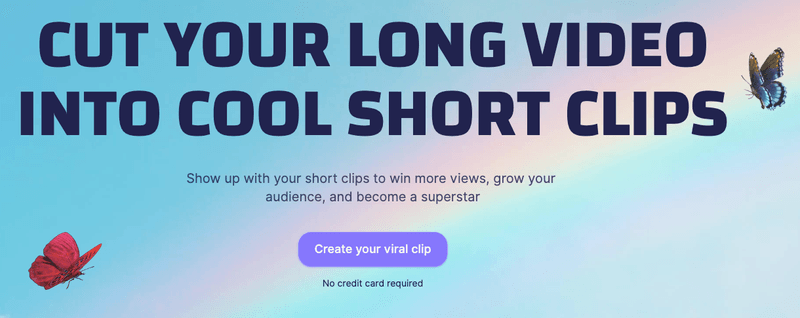 CUT YOUR LONG VIDEO
INTO COOL SHORT CLIPS
Show up with your short clips to win more views, grow your
audience, and become a superstar
Create your viral clip
No credit card required